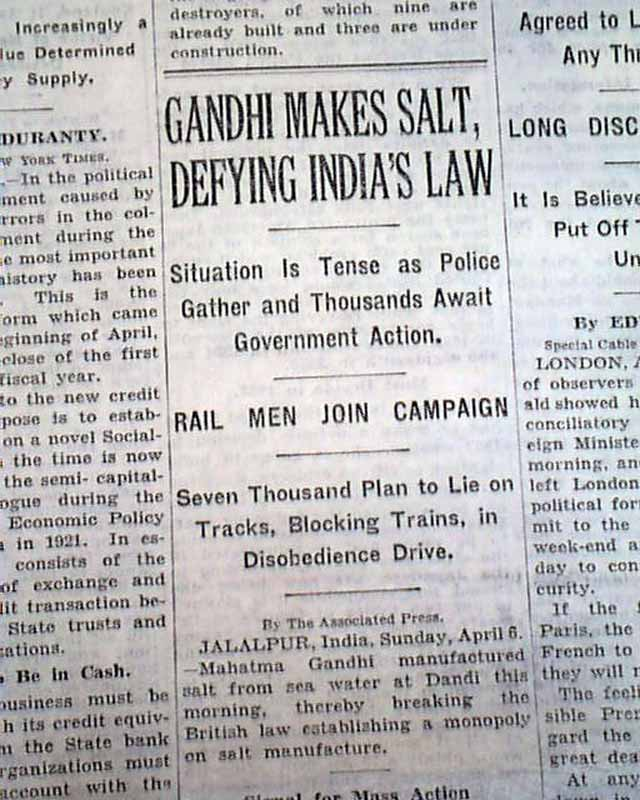 Increasingly a
lue Determined
y Supply.
DURANTY.
W YORK TIMES.
.—In the political
ment caused by
rrors in the col-
ment during the
e most important
history has been
. This is the
form which came
eginning of April,
close of the first
fiscal year.
to the new credit
pose is to estab-
on a novel Social-
s the time is now
the semi- capital-
ogue during the
Economic Policy
in 1921. In es-
consists of the
of exchange and
dit transaction be-
State trusts and
zations.
Be in Cash.
business must be
h its credit equiv-
m the State bank
rganizations must
account with the
destroyers, of which nine are
already built and three are under
construction.
GANDHI MAKES SALT,
DEFYING INDIA'S LAW
Situation Is Tense as Police
Gather and Thousands Await
Government Action.
RAIL MEN JOIN CAMPAIGN
Seven Thousand Plan to Lie on
Tracks, Blocking Trains, in
Disobedience Drive.
By The Associated Press.
JALALPUR, India, Sunday, April 6.
—Mahatma Gandhi manufactured
salt from sea water at Dandi this
morning, thereby breaking the
British law establishing a monopoly
on salt manufacture.
Signal for Mass Action
Agreed to L
Any Thr
LONG DISC
It Is Believe
Put Off T
Un
By ED
Special Cable
LONDON, A
of observers
ald showed h
conciliatory
eign Ministe
morning, an
left London
political for
mit to the
week-end a
day to con
curity.
If the
Paris, the
French to
they will n
The feel
sible Pren
gard the
great dea
At any